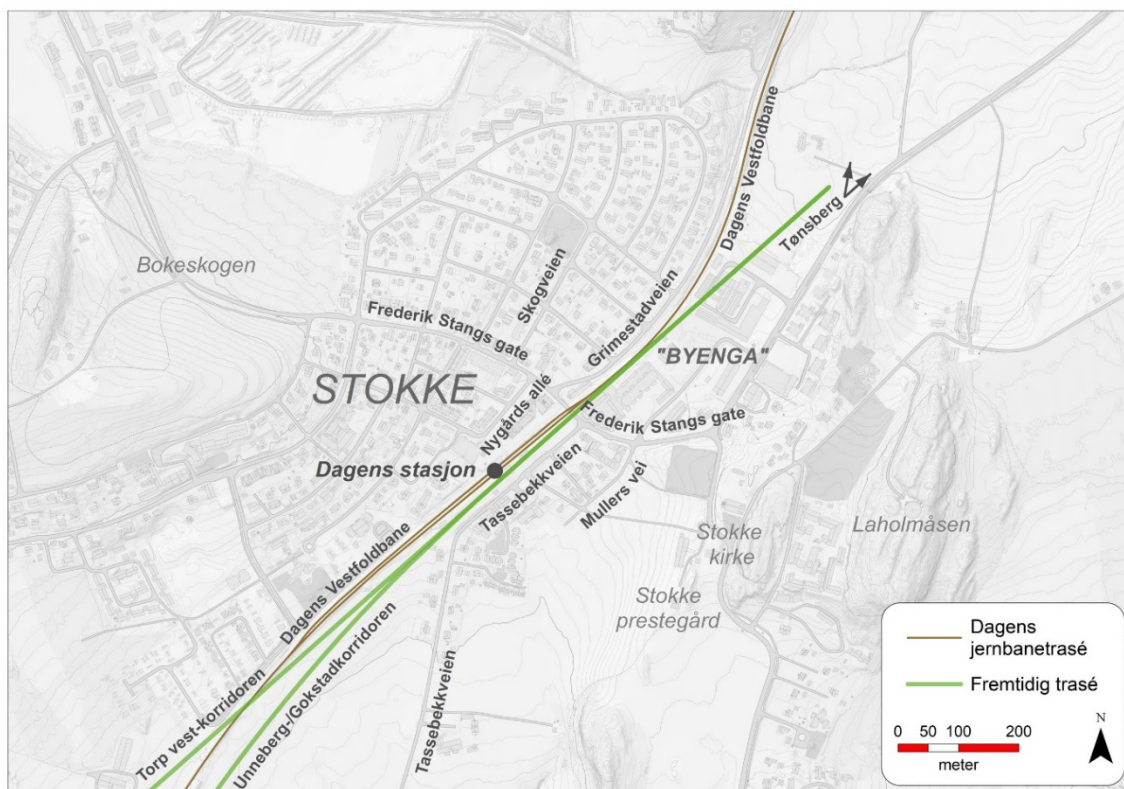 Dagens Vestfoldbane
Tønsberg
Bokeskogen
Skogveien
Frederik Stangs gate
Grimestadveien
"BYENGA"
STOKKE
Nygårds allé
Frederik Stangs gate
Dagens stasjon
Tassebekkveien
Mullers vei
Stokke
kirke
Laholmåsen
Dagens Vestfoldbane
Stokke
prestegård
Torp vest-korridoren
Unneberg-/Gokstadkorridoren
Tassebekkveien
Dagens
jernbanetrasé
Fremtidig trasé
N
0 50 100 200
meter